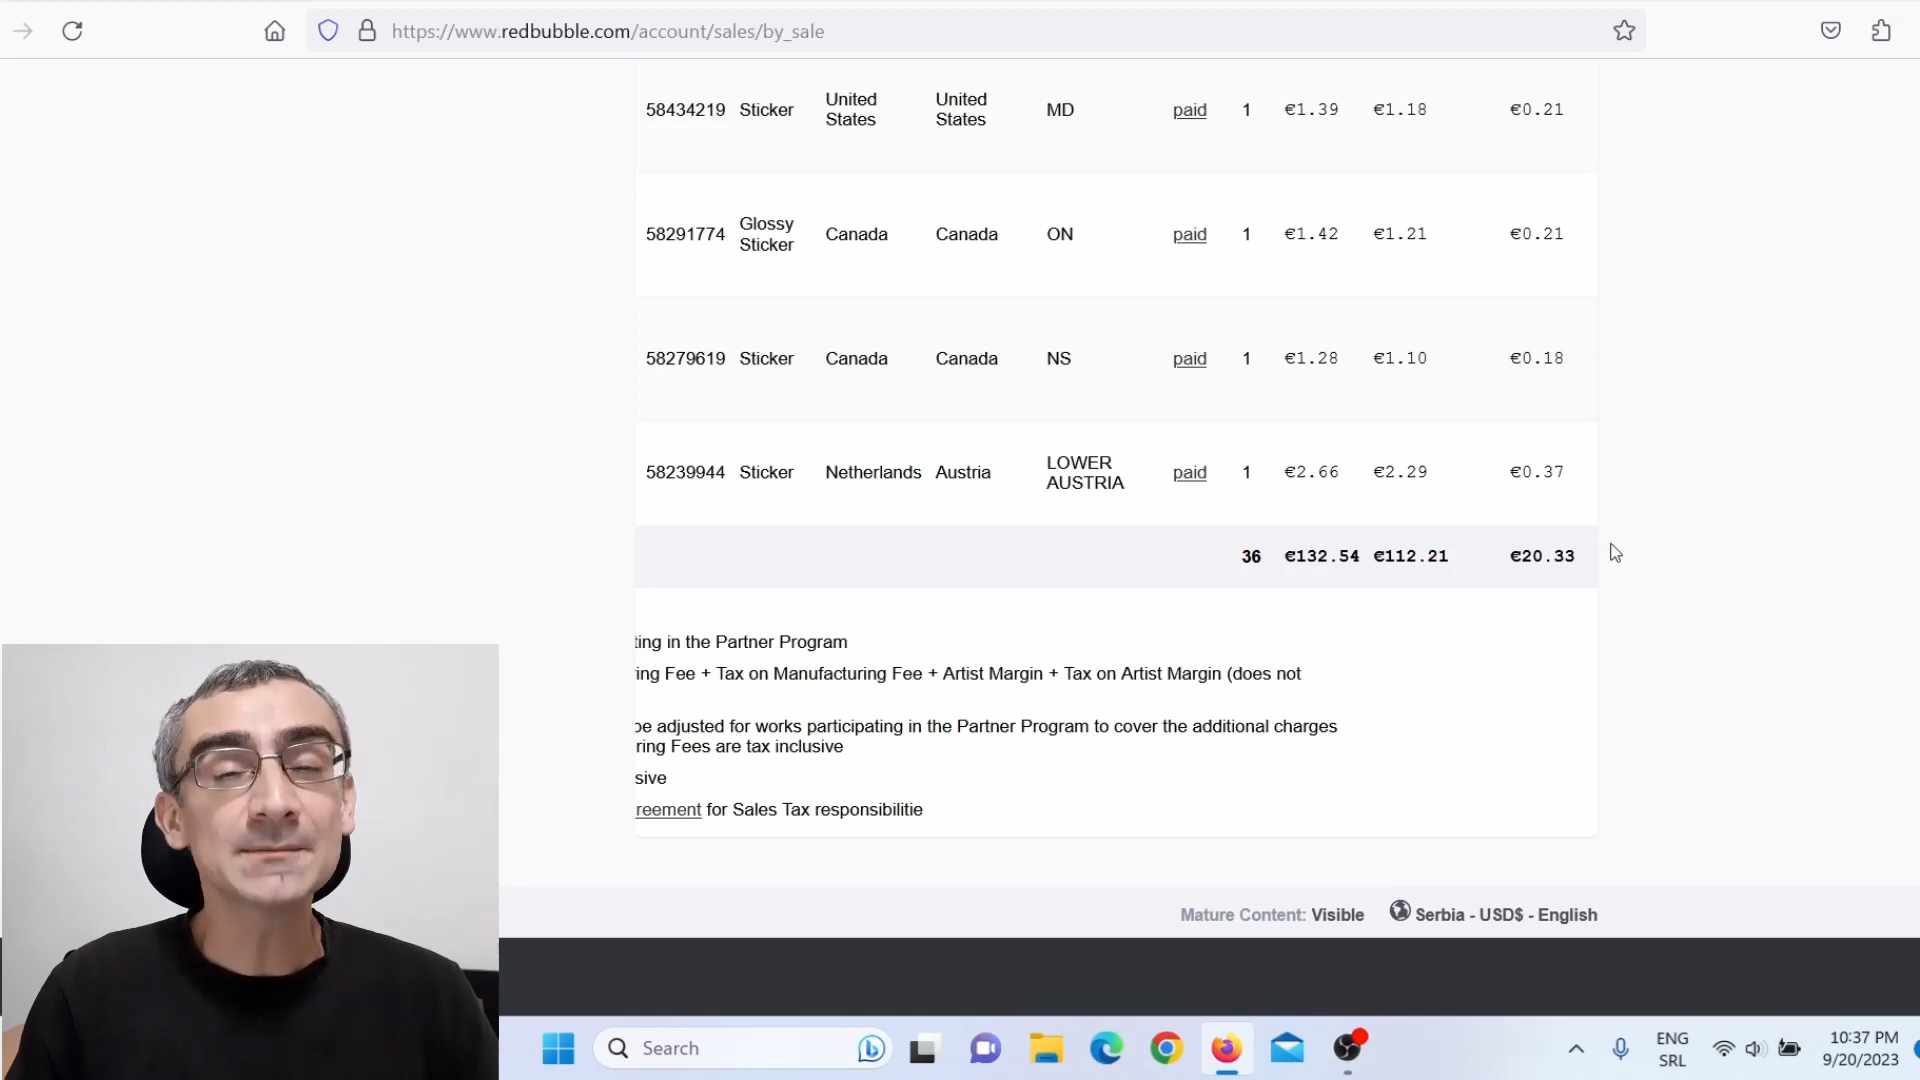 https://www.redbubble.com/account/sales/by_sale
58434219 Sticker United States United States MD paid 1 €1.39 €1.18 €0.21
58291774 Glossy Sticker Canada Canada ON paid 1 €1.42 €1.21 €0.21
58279619 Sticker Canada Canada NS paid 1 €1.28 €1.10 €0.18
58239944 Sticker Netherlands Austria LOWER AUSTRIA paid 1 €2.66 €2.29 €0.37
36 €132.54 €112.21 €20.33
ting in the Partner Program
ing Fee + Tax on Manufacturing Fee + Artist Margin + Tax on Artist Margin (does not
be adjusted for works participating in the Partner Program to cover the additional charges
ring Fees are tax inclusive
sive
reement for Sales Tax responsibilitie
Mature Content: Visible Serbia - USD$ - English
Search
ENG
SRL
10:37 PM
9/20/2023